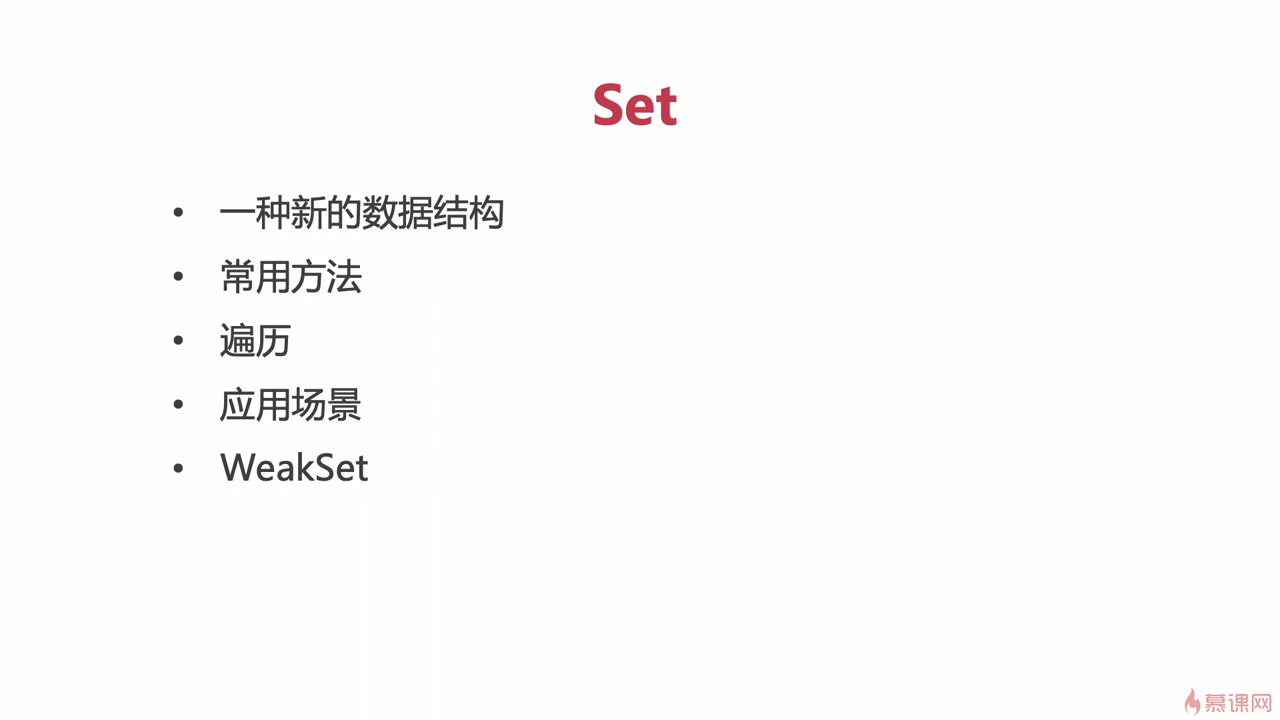 Set
• 一种新的数据结构
• 常用方法
• 遍历
• 应用场景
• WeakSet
慕课网